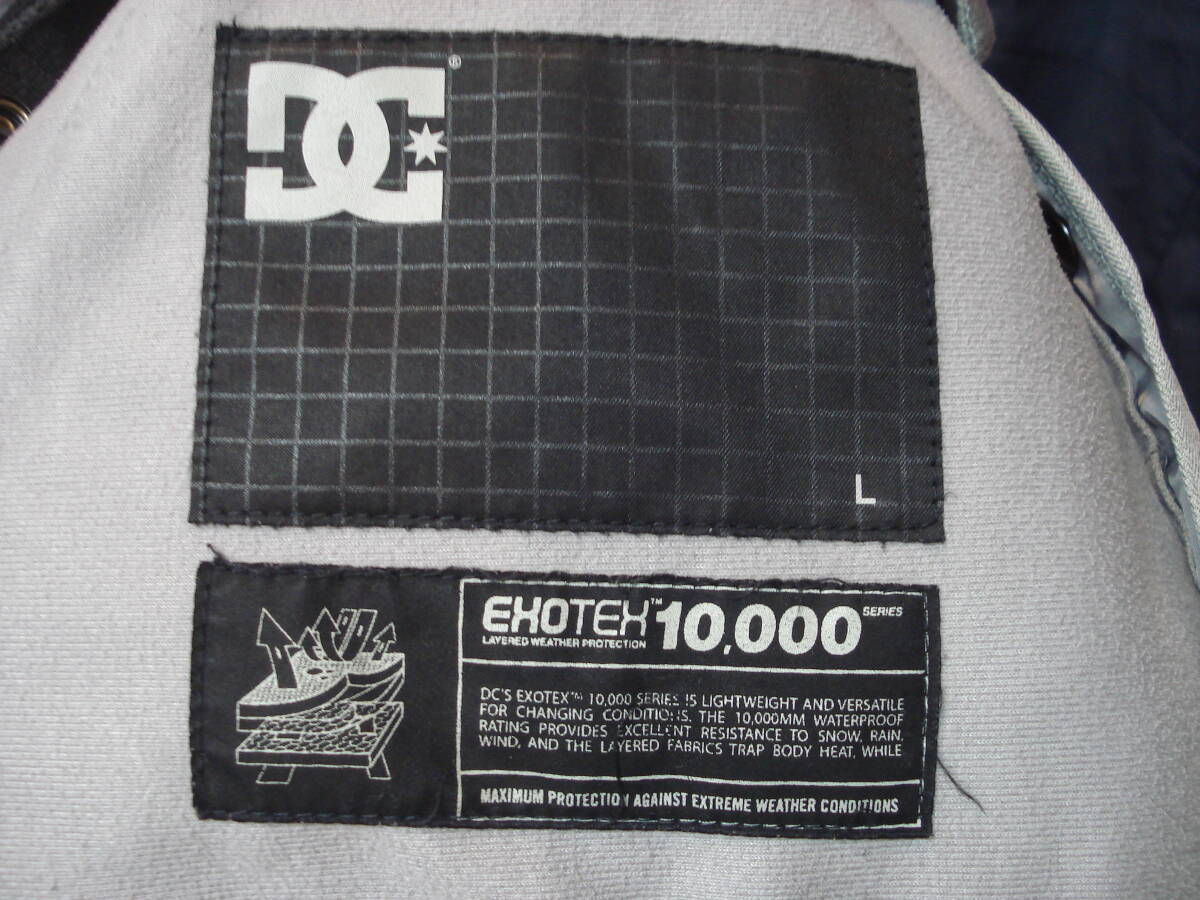 DC®
L
EXOTEX™ 10,000 SERIES
LAYERED WEATHER PROTECTION
DC'S EXOTEX™ 10,000 SERIES IS LIGHTWEIGHT AND VERSATILE
FOR CHANGING CONDITIONS. THE 10,000MM WATERPROOF
RATING PROVIDES EXCELLENT RESISTANCE TO SNOW, RAIN,
WIND, AND THE LAYERED FABRICS TRAP BODY HEAT, WHILE
MAXIMUM PROTECTION AGAINST EXTREME WEATHER CONDITIONS